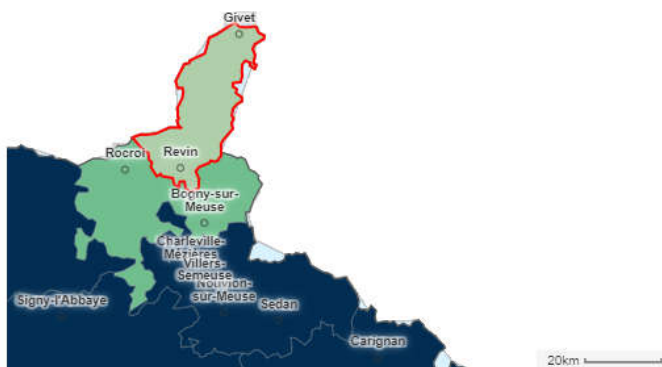 Givet
Rocroi
Revin
Bogny-sur-
Meuse
Charleville-
Mézières
Villers-
Semeuse
Nouvion-
sur-Meuse
Signy-l'Abbaye
Sedan
Carignan
20km